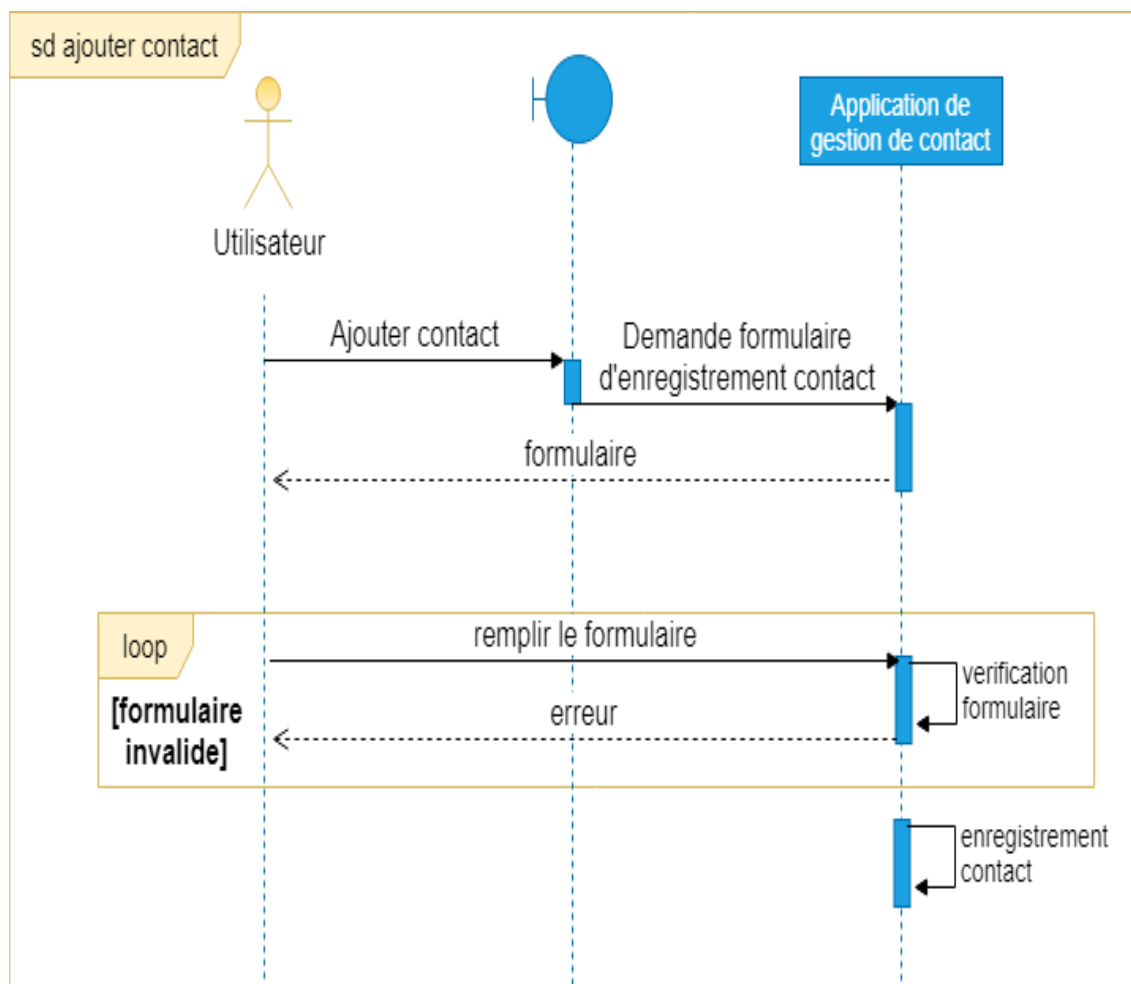 sd ajouter contact
Application de
gestion de contact
Utilisateur
Ajouter contact
Demande formulaire
d'enregistrement contact
formulaire
loop
remplir le formulaire
verification
formulaire
[formulaire
invalide]
erreur
enregistrement
contact